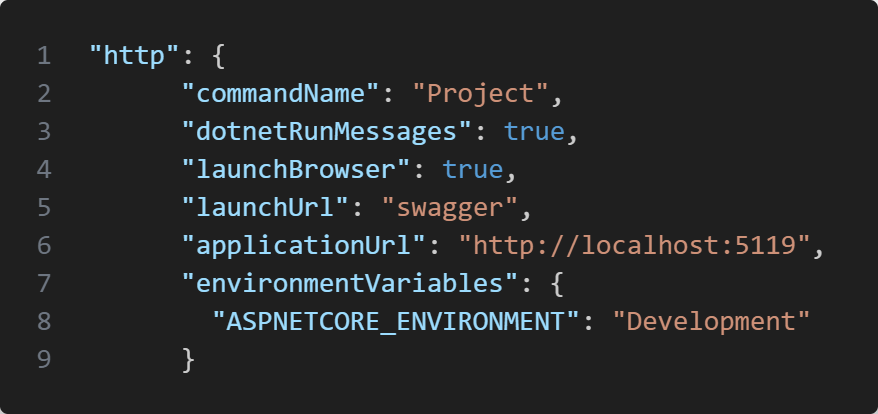 1 "http": {
2 "commandName": "Project",
3 "dotnetRunMessages": true,
4 "launchBrowser": true,
5 "launchUrl": "swagger",
6 "applicationUrl": "http://localhost:5119",
7 "environmentVariables": {
8 "ASPNETCORE_ENVIRONMENT": "Development"
9 }